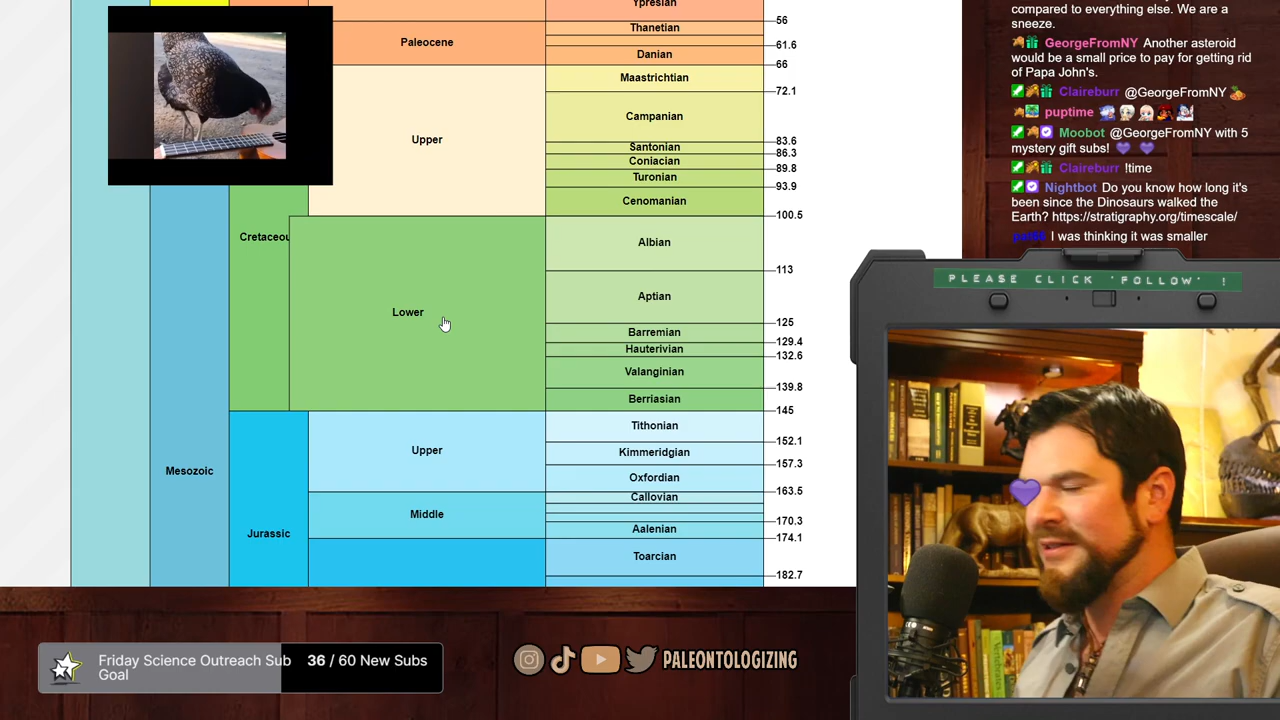 Ypresian
56
Paleocene
Thanetian
61.6
Danian
66
Maastrichtian
72.1
Upper
Campanian
83.6
Santonian
86.3
Coniacian
89.8
Turonian
93.9
Cenomanian
100.5
Cretaceou
Lower
Albian
113
Aptian
125
Barremian
129.4
Hauterivian
132.6
Valanginian
139.8
Berriasian
145
Mesozoic
Jurassic
Upper
Tithonian
152.1
Kimmeridgian
157.3
Oxfordian
163.5
Middle
Callovian
170.3
Aalenian
174.1
Toarcian
182.7
compared to everything else. We are a
sneeze.
GeorgeFromNY Another asteroid
would be a small price to pay for getting rid
of Papa John's.
Claireburr @GeorgeFromNY
puptime
Moobot @GeorgeFromNY with 5
mystery gift subs!
Claireburr !time
Nightbot Do you know how long it's
been since the Dinosaurs walked the
Earth? https://stratigraphy.org/timescale/
I was thinking it was smaller
PLEASE CLICK 'FOLLOW' !
Friday Science Outreach Sub
Goal
36 / 60 New Subs
PALEONTOLOGIZING